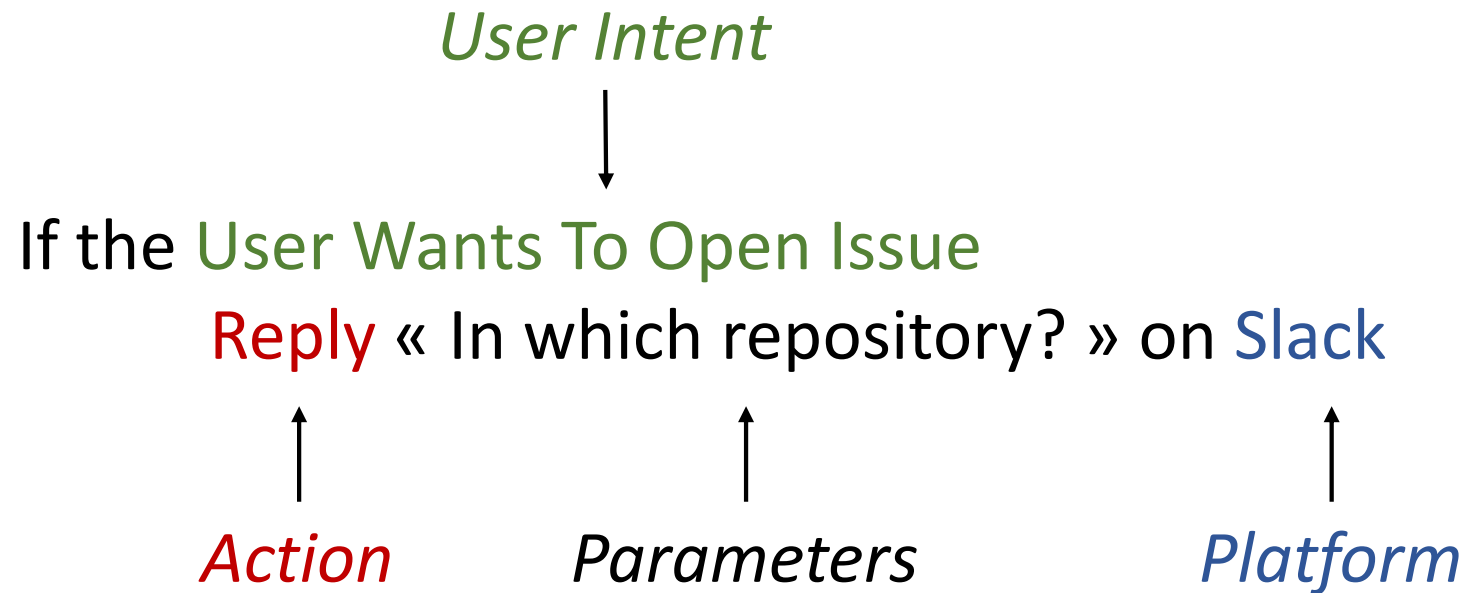 User Intent
If the User Wants To Open Issue
Reply « In which repository? » on Slack
Action Parameters Platform